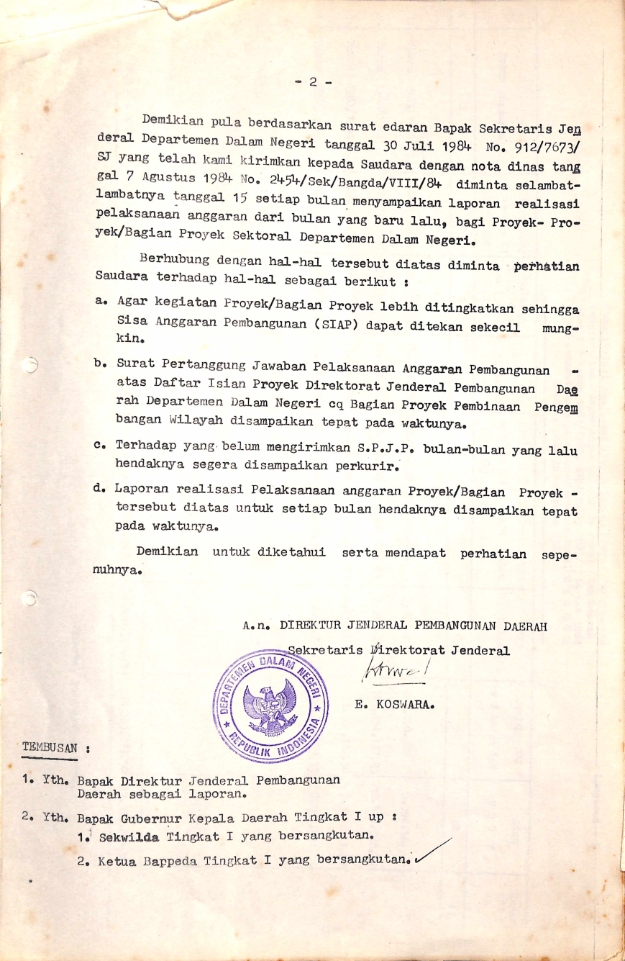 - 2 -
Demikian pula berdasarkan surat edaran Bapak Sekretaris Jen
deral Departemen Dalam Negeri tanggal 30 Juli 1984 No. 912/7673/
SJ yang telah kami kirimkan kepada Saudara dengan nota dinas tang
gal 7 Agustus 1984 No. 2454/Sek/Bangda/VIII/84 diminta selambat-
lambatnya tanggal 15 setiap bulan menyampaikan laporan realisasi
pelaksanaan anggaran dari bulan yang baru lalu, bagi Proyek- Pro-
yek/Bagian Proyek Sektoral Departemen Dalam Negeri.
Berhubung dengan hal-hal tersebut diatas diminta perhatian
Saudara terhadap hal-hal sebagai berikut :
a. Agar kegiatan Proyek/Bagian Proyek lebih ditingkatkan sehingga
Sisa Anggaran Pembangunan (SIAP) dapat ditekan sekecil mung-
kin.
b. Surat Pertanggung Jawaban Pelaksanaan Anggaran Pembangunan -
atas Daftar Isian Proyek Direktorat Jenderal Pembangunan Dae
rah Departemen Dalam Negeri cq Bagian Proyek Pembinaan Pengem
bangan Wilayah disampaikan tepat pada waktunya.
c. Terhadap yang belum mengirimkan S.P.J.P. bulan-bulan yang lalu
hendaknya segera disampaikan perkurir.
d. Laporan realisasi Pelaksanaan anggaran Proyek/Bagian Proyek -
tersebut diatas untuk setiap bulan hendaknya disampaikan tepat
pada waktunya.
Demikian untuk diketahui serta mendapat perhatian sepe-
nuhnya.
A.n. DIREKTUR JENDERAL PEMBANGUNAN DAERAH
Sekretaris Direktorat Jenderal
DEPARTEMEN DALAM NEGERI
REPUBLIK INDONESIA
E. KOSWARA.
TEMBUSAN :
1. Yth. Bapak Direktur Jenderal Pembangunan
Daerah sebagai laporan.
2. Yth. Bapak Gubernur Kepala Daerah Tingkat I up :
1. Sekwilda Tingkat I yang bersangkutan.
2. Ketua Bappeda Tingkat I yang bersangkutan.